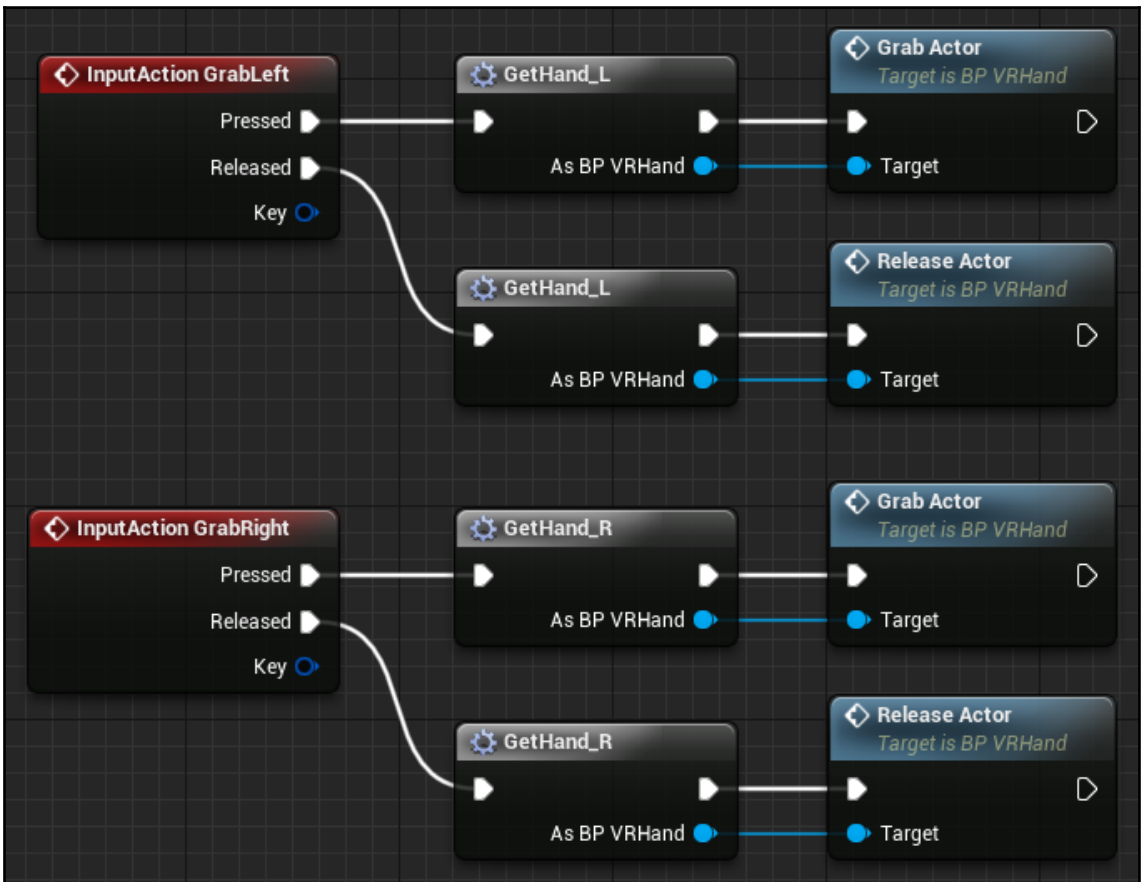 InputAction GrabLeft
Pressed
Released
Key
GetHand_L
As BP VRHand
Grab Actor
Target is BP VRHand
Target
GetHand_L
As BP VRHand
Release Actor
Target is BP VRHand
Target
InputAction GrabRight
Pressed
Released
Key
GetHand_R
As BP VRHand
Grab Actor
Target is BP VRHand
Target
GetHand_R
As BP VRHand
Release Actor
Target is BP VRHand
Target